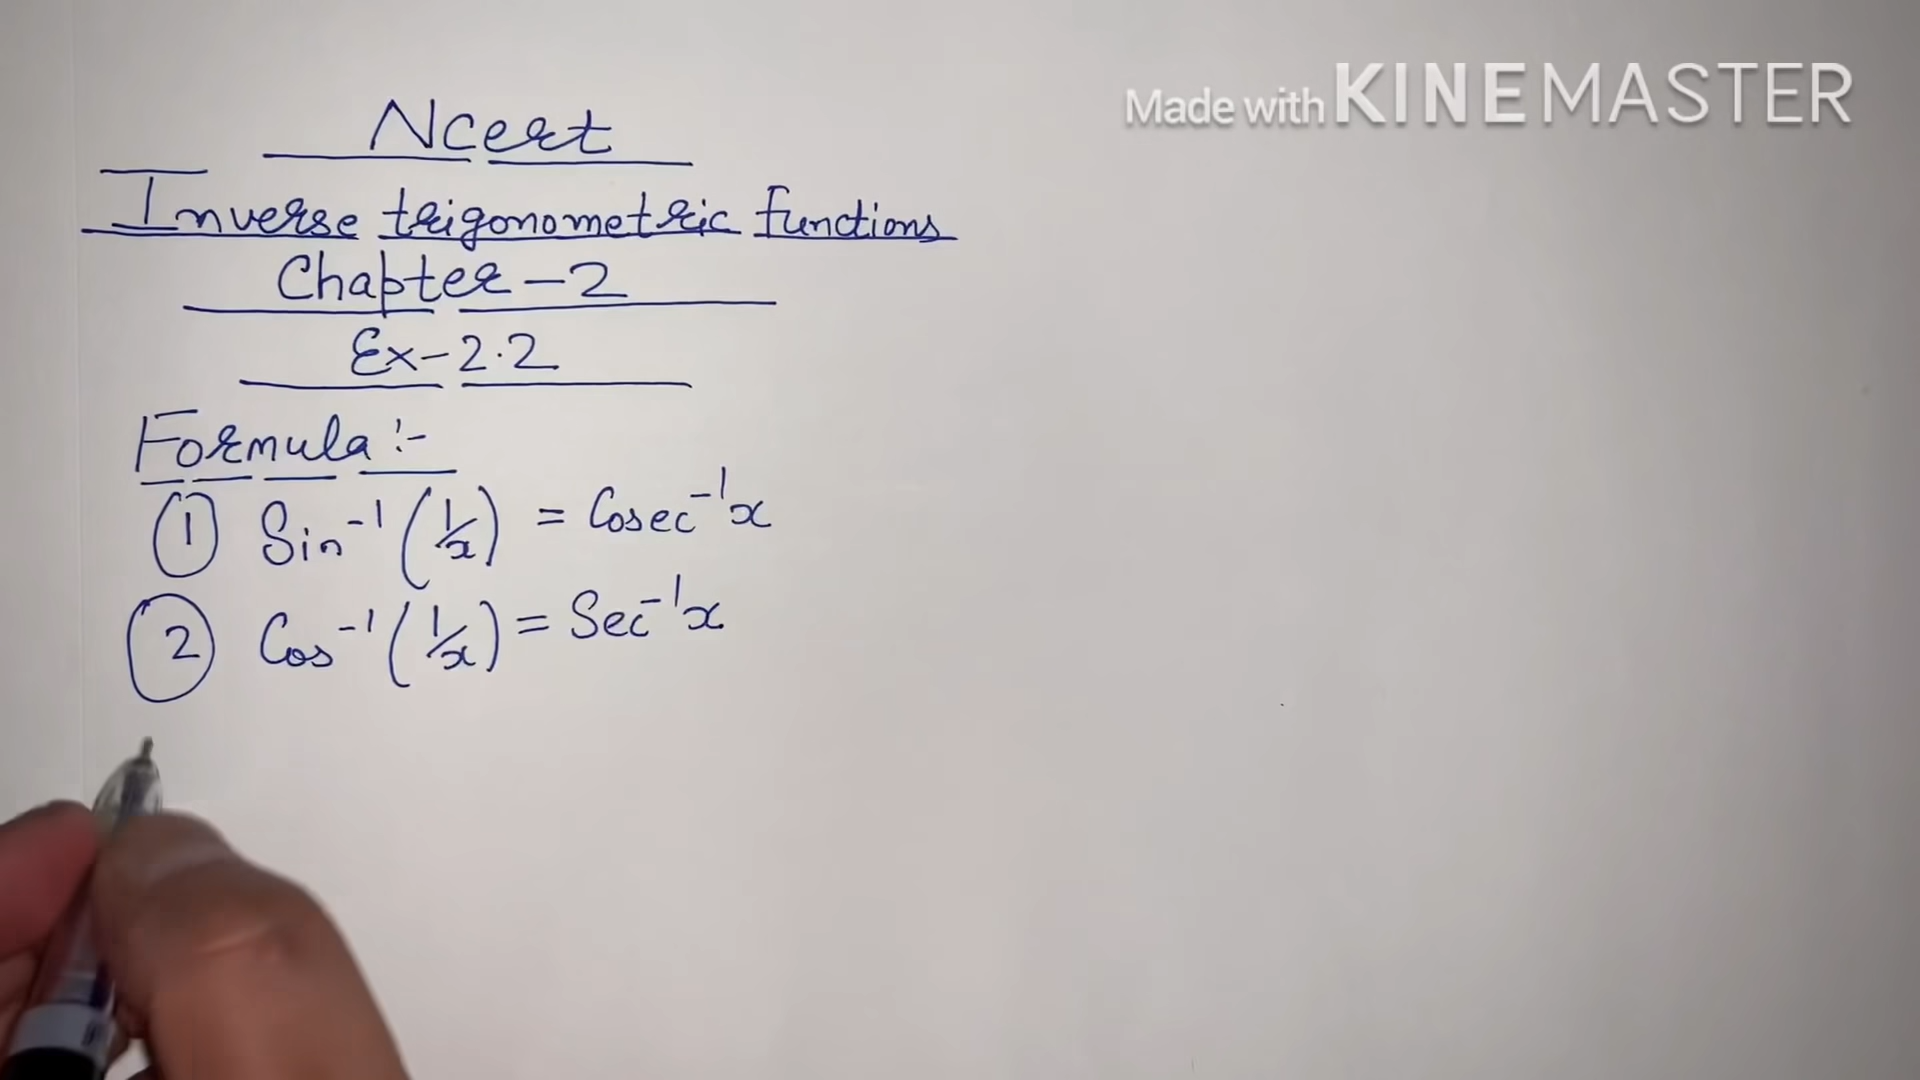 Made with KINEMASTER
Ncert
Inverse trigonometric functions
Chapter-2
Ex-2.2
Formula:-
① Sin⁻¹(1/x) = Cosec⁻¹x
② Cos⁻¹(1/x) = Sec⁻¹x